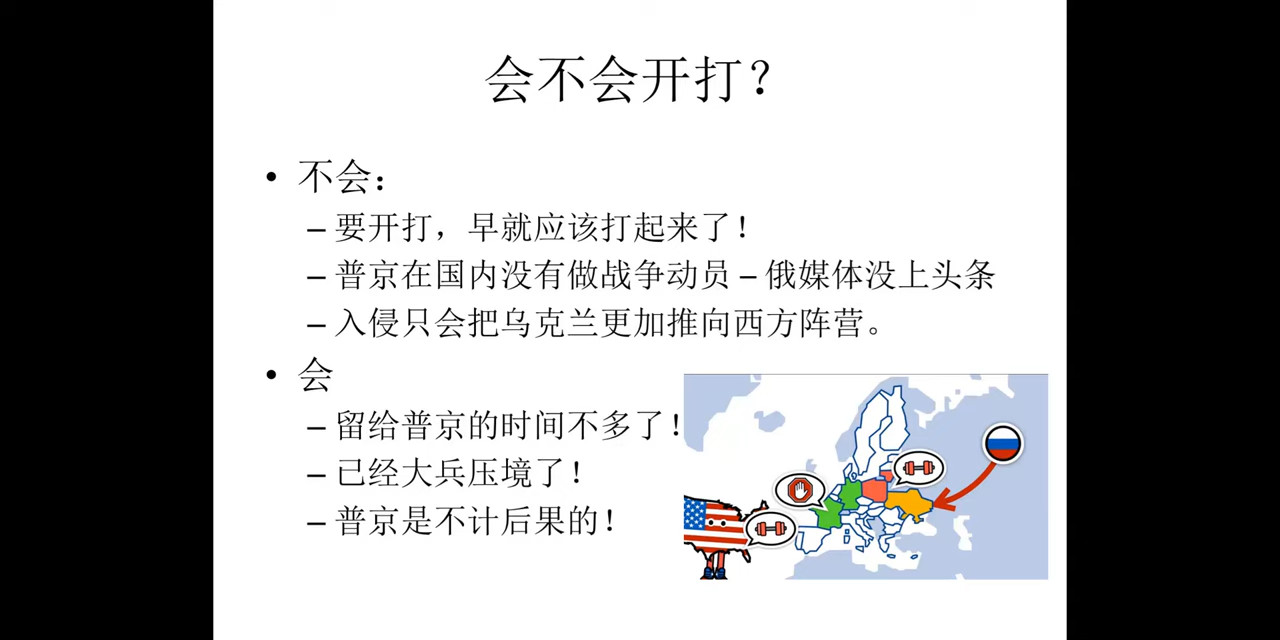 会不会开打？
• 不会：
– 要开打，早就应该打起来了！
– 普京在国内没有做战争动员 – 俄媒体没上头条
– 入侵只会把乌克兰更加推向西方阵营。
• 会
– 留给普京的时间不多了！
– 已经大兵压境了！
– 普京是不计后果的！